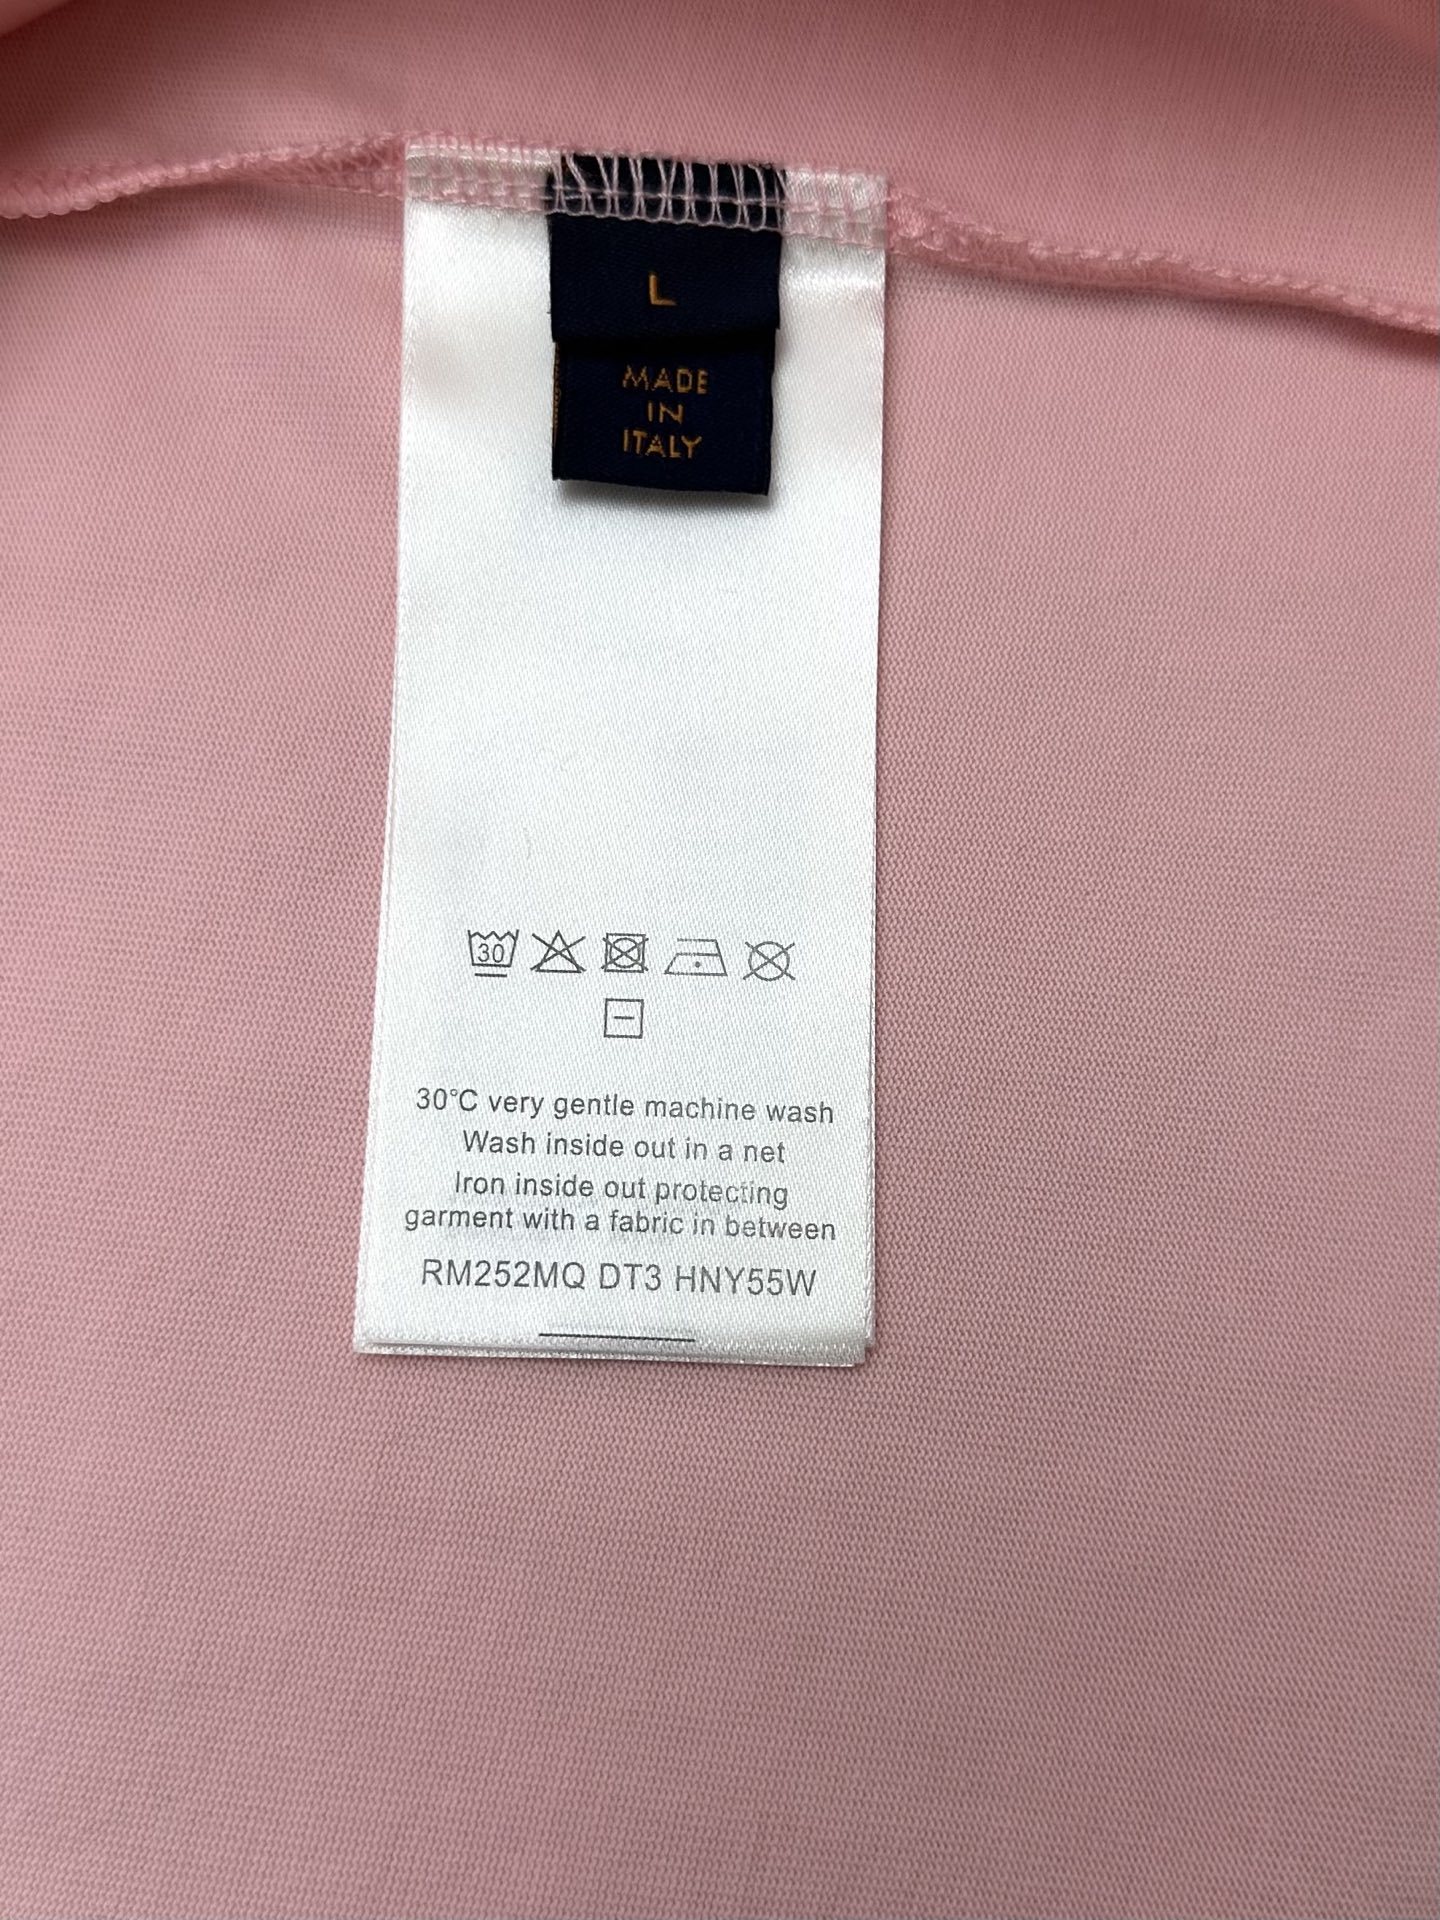 L
MADE
IN
ITALY
30
30°C very gentle machine wash
Wash inside out in a net
Iron inside out protecting
garment with a fabric in between
RM252MQ DT3 HNY55W